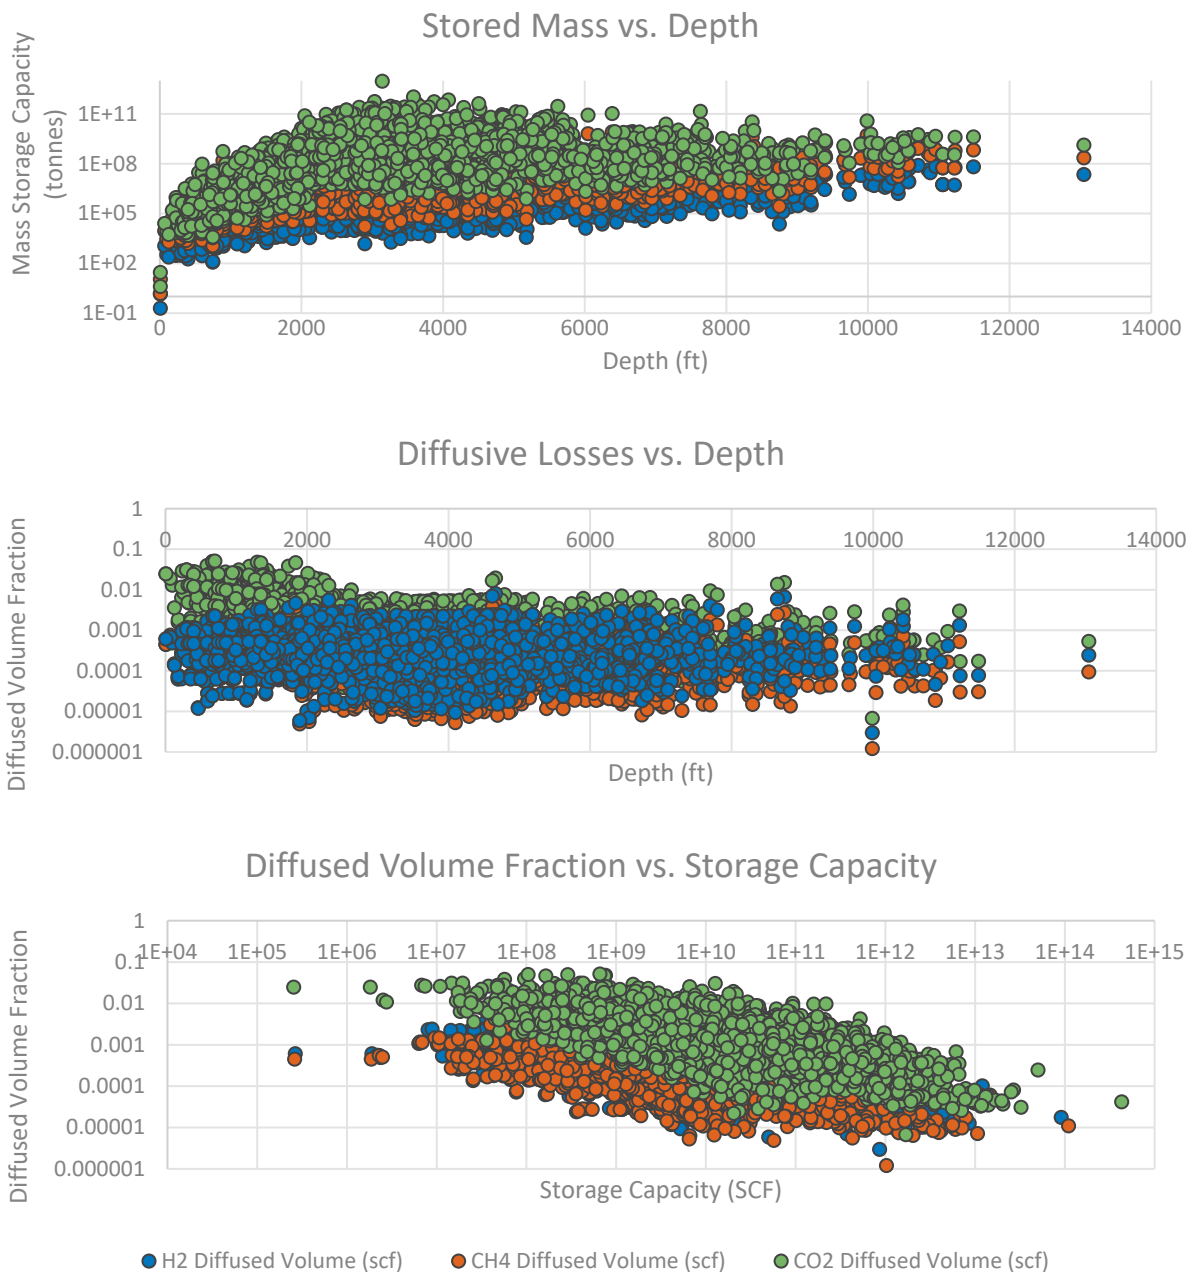 Stored Mass vs. Depth
Mass Storage Capacity
(tonnes)
1E+11
1E+08
1E+05
1E+02
1E-01
0 2000 4000 6000 8000 10000 12000 14000
Depth (ft)
Diffusive Losses vs. Depth
Diffused Volume Fraction
1
0 2000 4000 6000 8000 10000 12000 14000
0.1
0.01
0.001
0.0001
0.00001
0.000001
Depth (ft)
Diffused Volume Fraction vs. Storage Capacity
Diffused Volume Fraction
1
1E+04 1E+05 1E+06 1E+07 1E+08 1E+09 1E+10 1E+11 1E+12 1E+13 1E+14 1E+15
0.1
0.01
0.001
0.0001
0.00001
0.000001
Storage Capacity (SCF)
H2 Diffused Volume (scf) CH4 Diffused Volume (scf) CO2 Diffused Volume (scf)